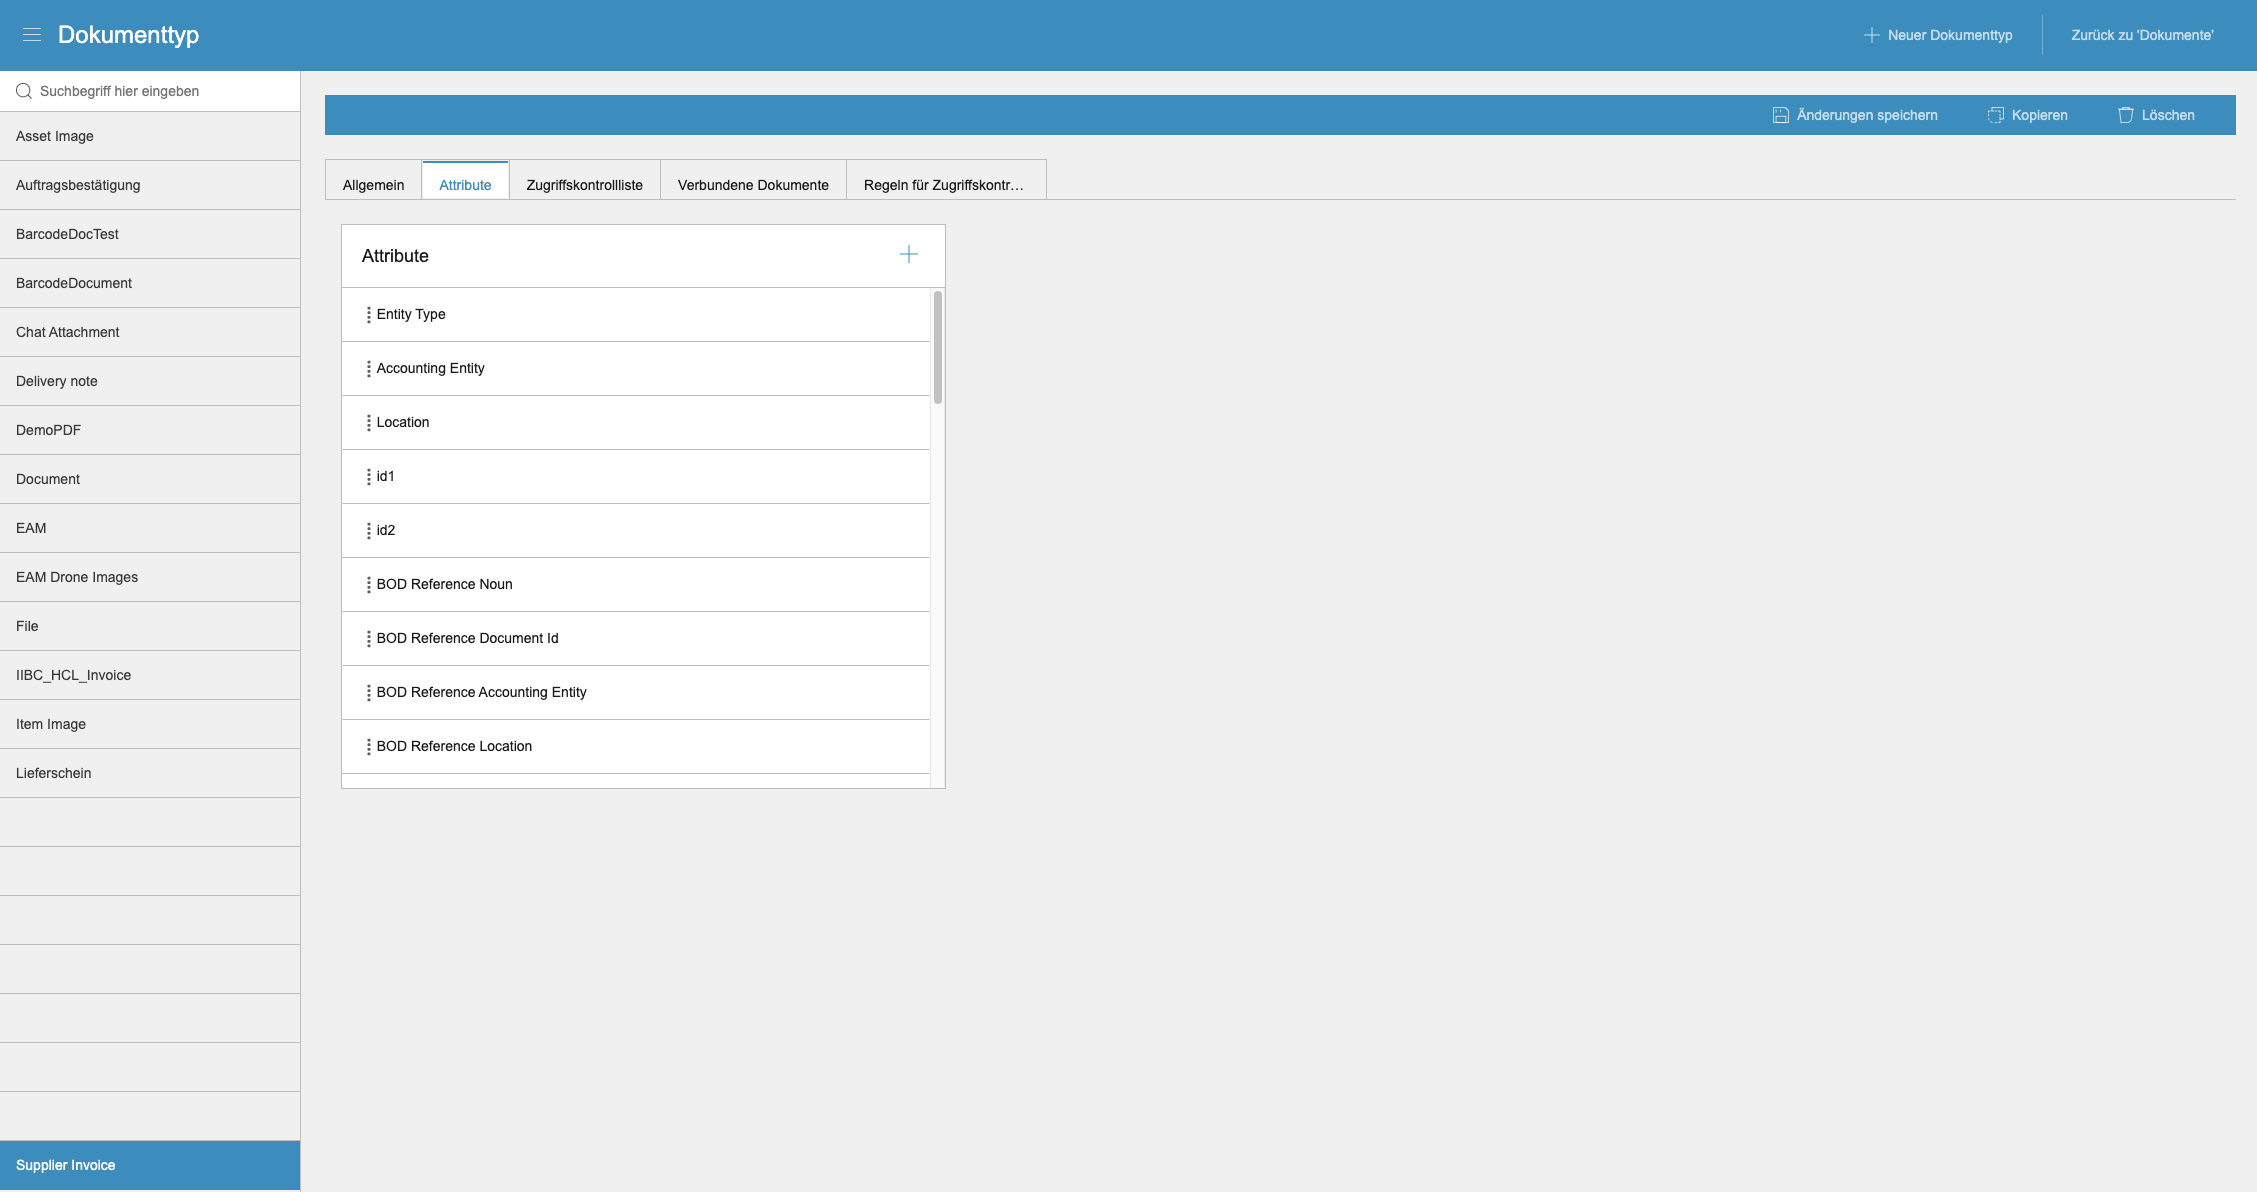 Dokumenttyp
Neuer Dokumenttyp
Zurück zu 'Dokumente'
Suchbegriff hier eingeben
Asset Image
Auftragsbestätigung
BarcodeDocTest
BarcodeDocument
Chat Attachment
Delivery note
DemoPDF
Document
EAM
EAM Drone Images
File
IIBC_HCL_Invoice
Item Image
Lieferschein
Supplier Invoice
Änderungen speichern
Kopieren
Löschen
Allgemein
Attribute
Zugriffskontrollliste
Verbundene Dokumente
Regeln für Zugriffskontr...
Attribute
Entity Type
Accounting Entity
Location
id1
id2
BOD Reference Noun
BOD Reference Document Id
BOD Reference Accounting Entity
BOD Reference Location